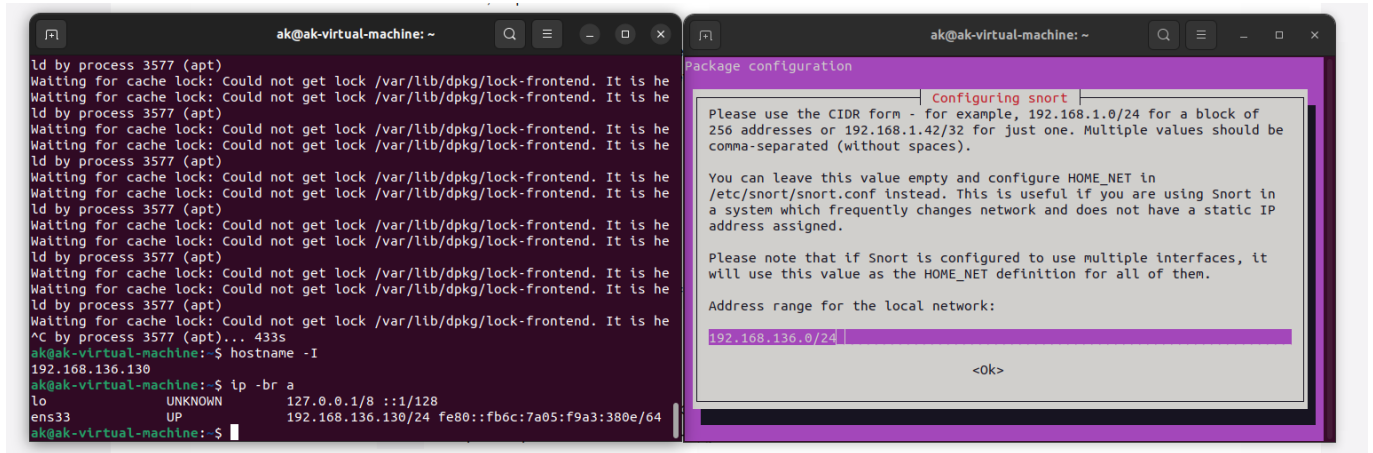 ak@ak-virtual-machine: ~
ld by process 3577 (apt)
Waiting for cache lock: Could not get lock /var/lib/dpkg/lock-frontend. It is he
Waiting for cache lock: Could not get lock /var/lib/dpkg/lock-frontend. It is he
ld by process 3577 (apt)
Waiting for cache lock: Could not get lock /var/lib/dpkg/lock-frontend. It is he
Waiting for cache lock: Could not get lock /var/lib/dpkg/lock-frontend. It is he
ld by process 3577 (apt)
Waiting for cache lock: Could not get lock /var/lib/dpkg/lock-frontend. It is he
Waiting for cache lock: Could not get lock /var/lib/dpkg/lock-frontend. It is he
ld by process 3577 (apt)
Waiting for cache lock: Could not get lock /var/lib/dpkg/lock-frontend. It is he
Waiting for cache lock: Could not get lock /var/lib/dpkg/lock-frontend. It is he
ld by process 3577 (apt)
Waiting for cache lock: Could not get lock /var/lib/dpkg/lock-frontend. It is he
Waiting for cache lock: Could not get lock /var/lib/dpkg/lock-frontend. It is he
ld by process 3577 (apt)
Waiting for cache lock: Could not get lock /var/lib/dpkg/lock-frontend. It is he
^C by process 3577 (apt)... 433s
ak@ak-virtual-machine:~$ hostname -I
192.168.136.130
ak@ak-virtual-machine:~$ ip -br a
lo UNKNOWN 127.0.0.1/8 ::1/128
ens33 UP 192.168.136.130/24 fe80::fb6c:7a05:f9a3:380e/64
ak@ak-virtual-machine:~$
ak@ak-virtual-machine: ~
Package configuration
Configuring snort
Please use the CIDR form - for example, 192.168.1.0/24 for a block of
256 addresses or 192.168.1.42/32 for just one. Multiple values should be
comma-separated (without spaces).
You can leave this value empty and configure HOME_NET in
/etc/snort/snort.conf instead. This is useful if you are using Snort in
a system which frequently changes network and does not have a static IP
address assigned.
Please note that if Snort is configured to use multiple interfaces, it
will use this value as the HOME_NET definition for all of them.
Address range for the local network:
192.168.136.0/24
<Ok>